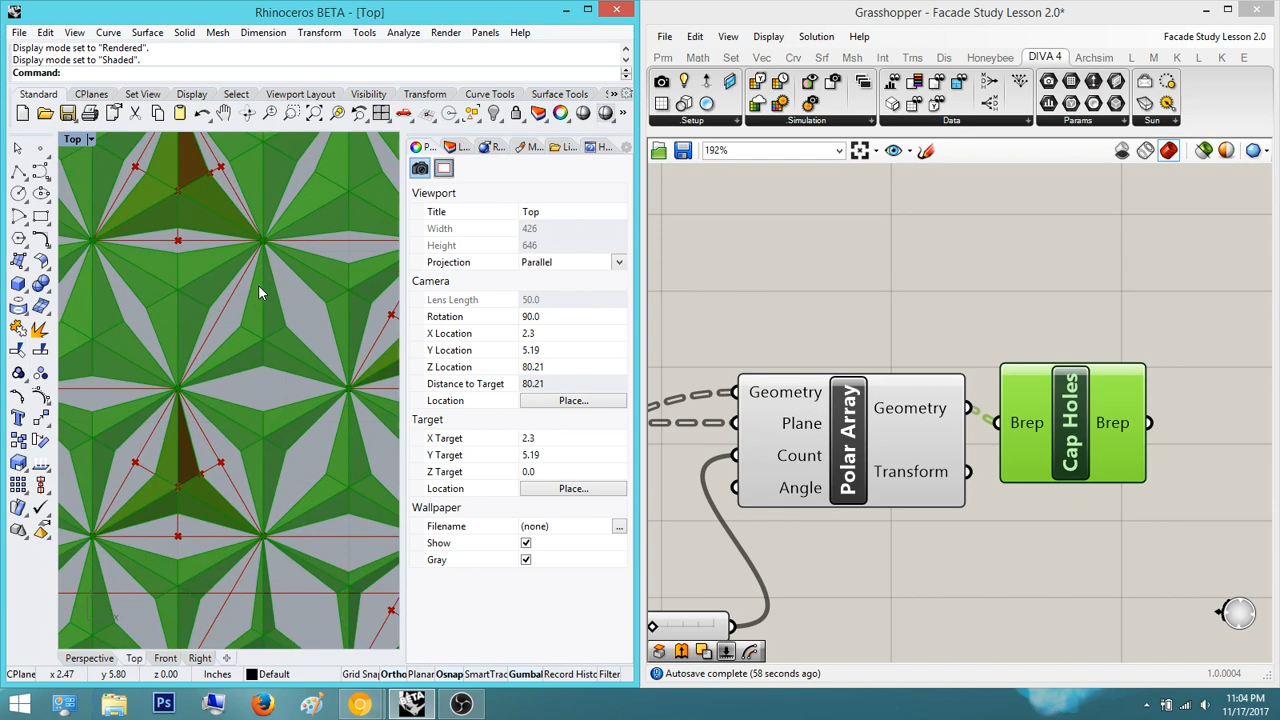 Rhinoceros BETA - [Top]
File Edit View Curve Surface Solid Mesh Dimension Transform Tools Analyze Render Panels Help
Display mode set to "Rendered".
Display mode set to "Shaded".
Command:
Standard CPlanes Set View Display Select Viewport Layout Visibility Transform Curve Tools Surface Tools
Top
P... L... R... M... Li... H...
Viewport
Title Top
Width 426
Height 646
Projection Parallel
Camera
Lens Length 50.0
Rotation 90.0
X Location 2.3
Y Location 5.19
Z Location 80.21
Distance to Target 80.21
Location Place...
Target
X Target 2.3
Y Target 5.19
Z Target 0.0
Location Place...
Wallpaper
Filename (none) ...
Show
Gray
Perspective Top Front Right
CPlane x 2.47 y 5.80 z 0.00 Inches Default Grid Snap Ortho Planar Osnap SmartTrac Gumbal Record Histo Filter
Grasshopper - Facade Study Lesson 2.0*
File Edit View Display Solution Help Facade Study Lesson 2.0
Prm Math Set Vec Crv Srf Msh Int Trns Dis Honeybee DIVA 4 Archsim L M K L K E
.Setup .Simulation Data Params Sun
192%
Geometry
Plane
Count
Angle
Polar Array
Geometry
Transform
Brep
Cap Holes
Brep
Autosave complete (58 seconds ago) 1.0.0004
Ps BETA
11:04 PM
11/17/2017